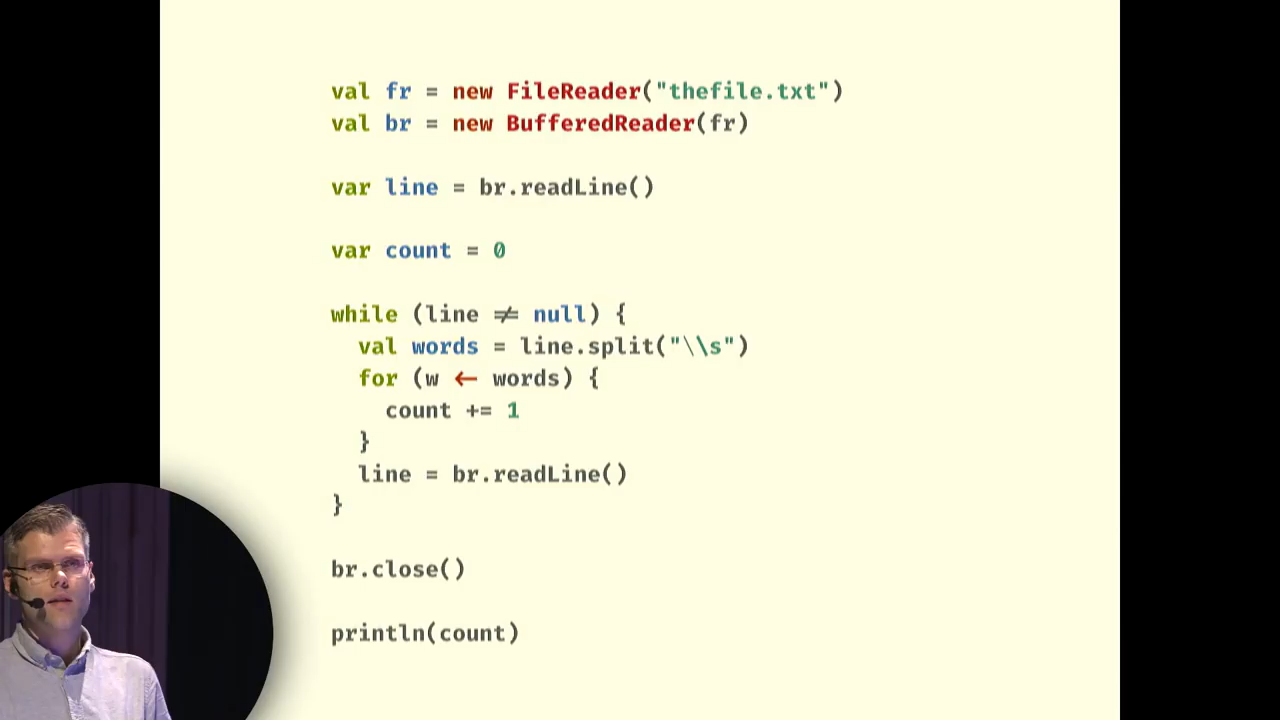 val fr = new FileReader("thefile.txt")
val br = new BufferedReader(fr)
var line = br.readLine()
var count = 0
while (line ≠ null) {
val words = line.split("\\s")
for (w ← words) {
count += 1
}
line = br.readLine()
}
br.close()
println(count)